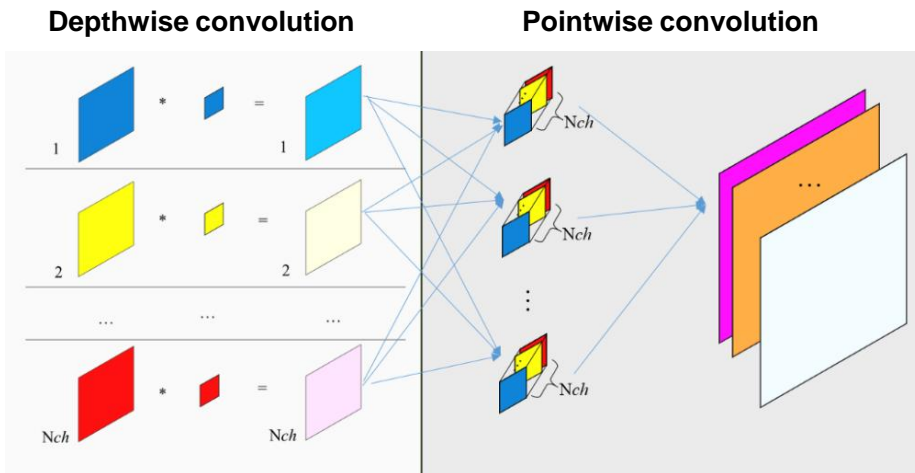 Depthwise convolution
Pointwise convolution
* =
1 1
Nch
* =
2 2
Nch
... ... ...
...
⋮
* =
Nch Nch
Nch